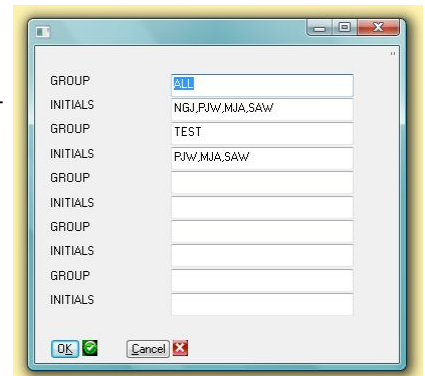 GROUP ALL
INITIALS NGJ,PJW,MJA,SAW
GROUP TEST
INITIALS PJW,MJA,SAW
GROUP
INITIALS
GROUP
INITIALS
GROUP
INITIALS
OK Cancel